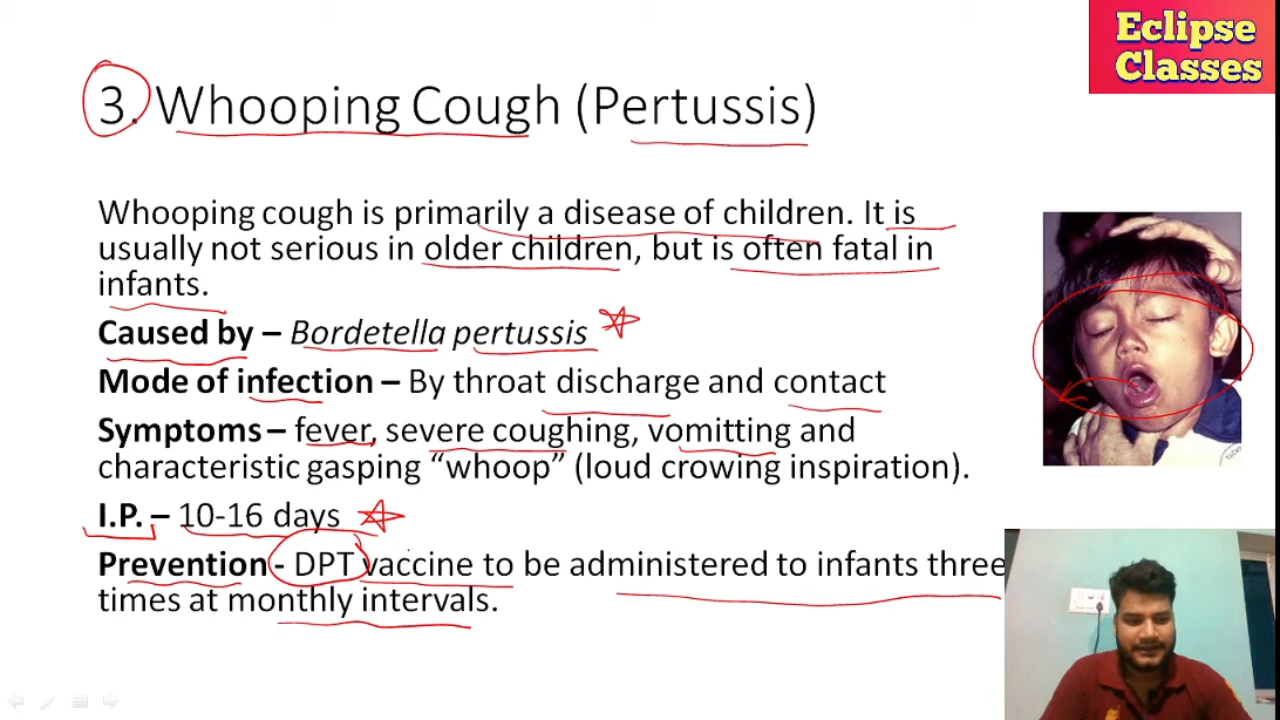 Eclipse
Classes
3. Whooping Cough (Pertussis)
Whooping cough is primarily a disease of children. It is
usually not serious in older children, but is often fatal in
infants.
Caused by – Bordetella pertussis
Mode of infection – By throat discharge and contact
Symptoms – fever, severe coughing, vomitting and
characteristic gasping “whoop” (loud crowing inspiration).
I.P. – 10-16 days
Prevention - DPT vaccine to be administered to infants three
times at monthly intervals.